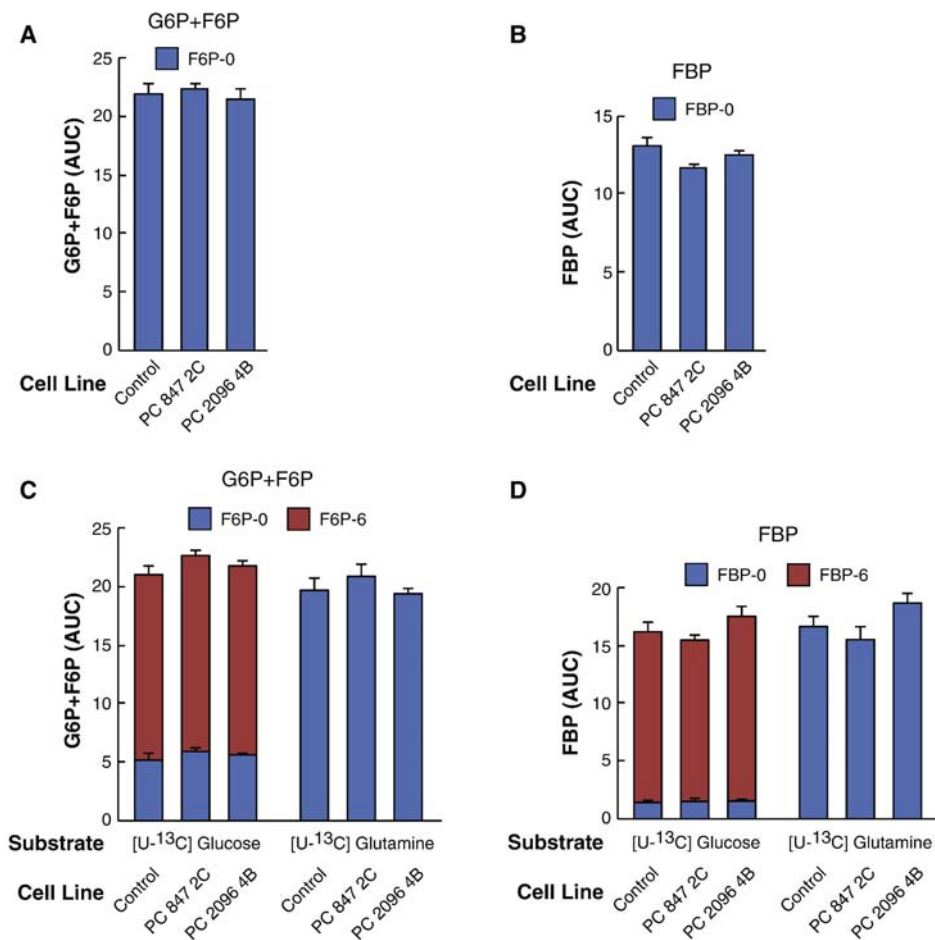 A
G6P+F6P
F6P-0
G6P+F6P (AUC)
25
20
15
10
5
0
Cell Line
Control
PC 847 2C
PC 2096 4B
B
FBP
FBP-0
FBP (AUC)
15
10
5
0
Cell Line
Control
PC 847 2C
PC 2096 4B
C
G6P+F6P
F6P-0 F6P-6
G6P+F6P (AUC)
25
20
15
10
5
0
Substrate
[U-¹³C] Glucose [U-¹³C] Glutamine
Cell Line
Control
PC 847 2C
PC 2096 4B
Control
PC 847 2C
PC 2096 4B
D
FBP
FBP-0 FBP-6
FBP (AUC)
20
15
10
5
0
Substrate
[U-¹³C] Glucose [U-¹³C] Glutamine
Cell Line
Control
PC 847 2C
PC 2096 4B
Control
PC 847 2C
PC 2096 4B